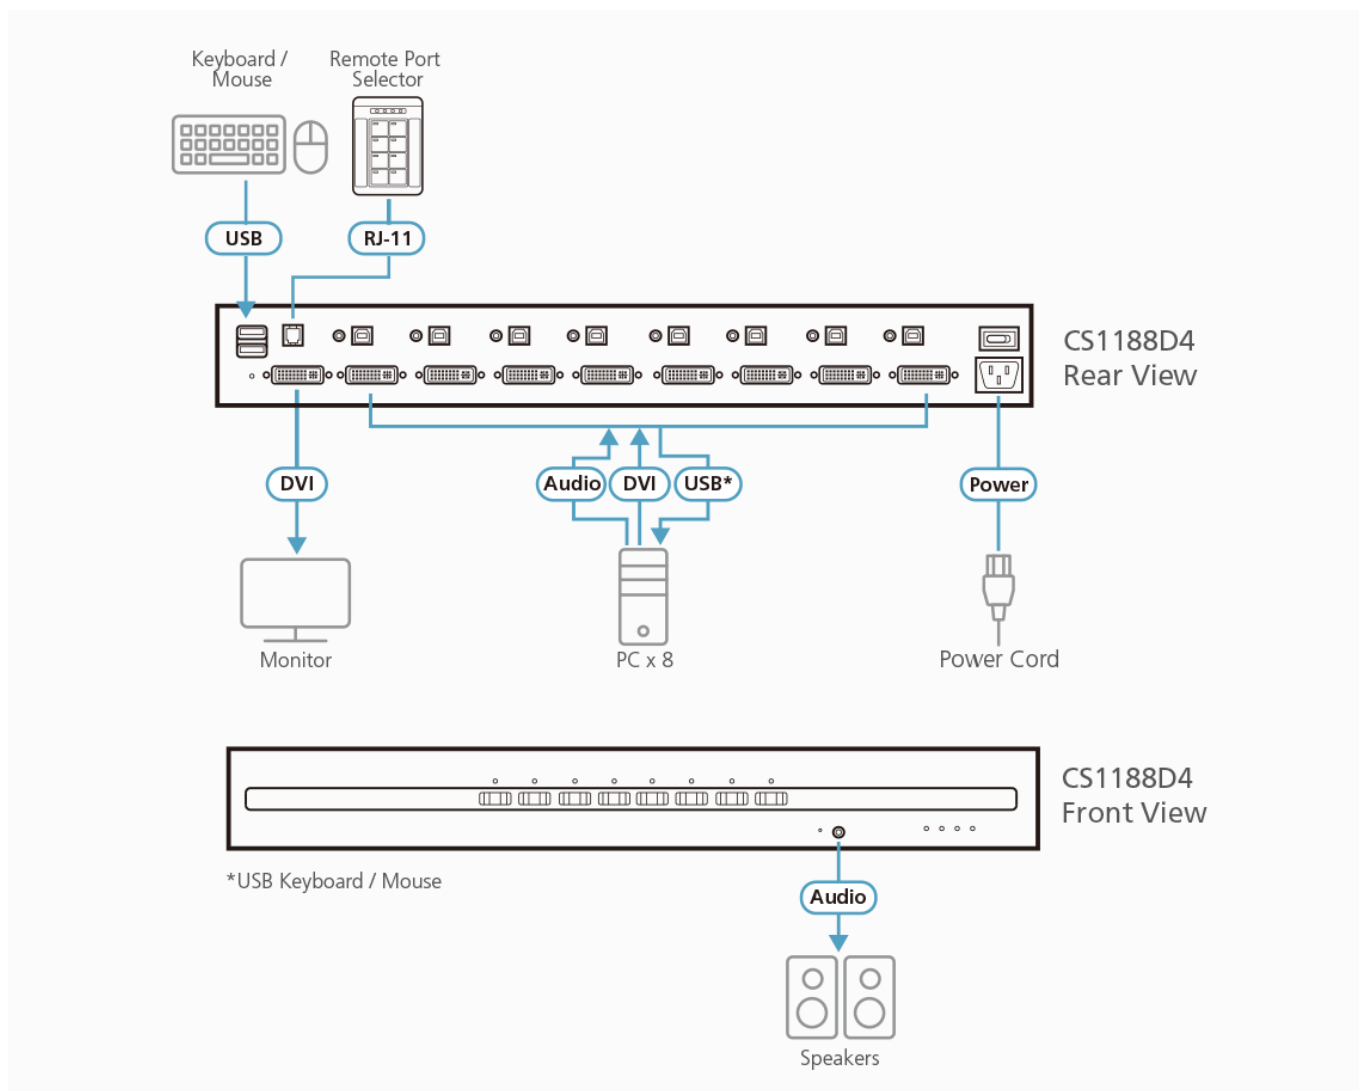 Keyboard /
Mouse
Remote Port
Selector
USB
RJ-11
CS1188D4
Rear View
DVI
Audio
DVI
USB*
Power
Monitor
PC x 8
Power Cord
CS1188D4
Front View
*USB Keyboard / Mouse
Audio
Speakers